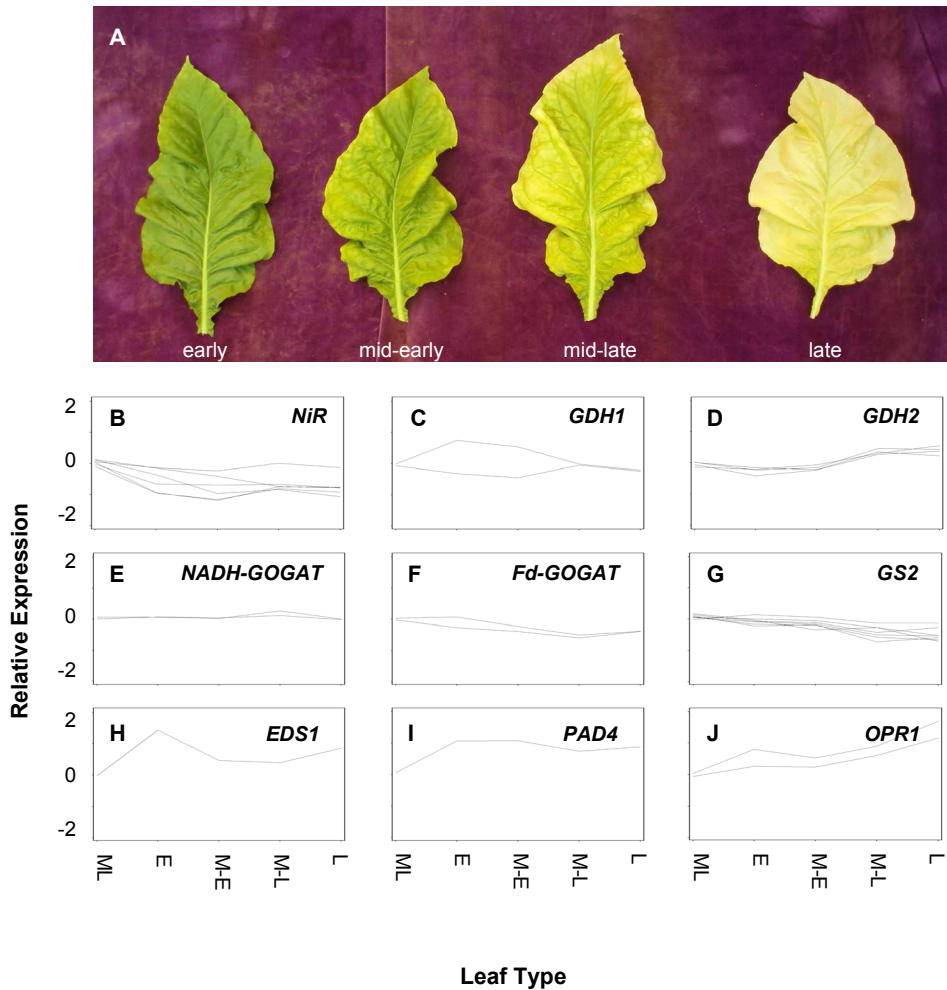 A
early mid-early mid-late late
B NiR
C GDH1
D GDH2
2
0
-2
E NADH-GOGAT
F Fd-GOGAT
G GS2
2
0
-2
H EDS1
I PAD4
J OPR1
2
0
-2
Relative Expression
ML E M-E M-L L
ML E M-E M-L L
ML E M-E M-L L
Leaf Type